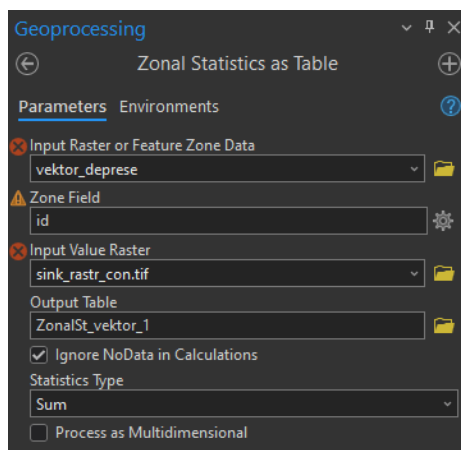 Geoprocessing
Zonal Statistics as Table
Parameters Environments
Input Raster or Feature Zone Data
vektor_deprese
Zone Field
id
Input Value Raster
sink_rastr_con.tif
Output Table
ZonalSt_vektor_1
Ignore NoData in Calculations
Statistics Type
Sum
Process as Multidimensional